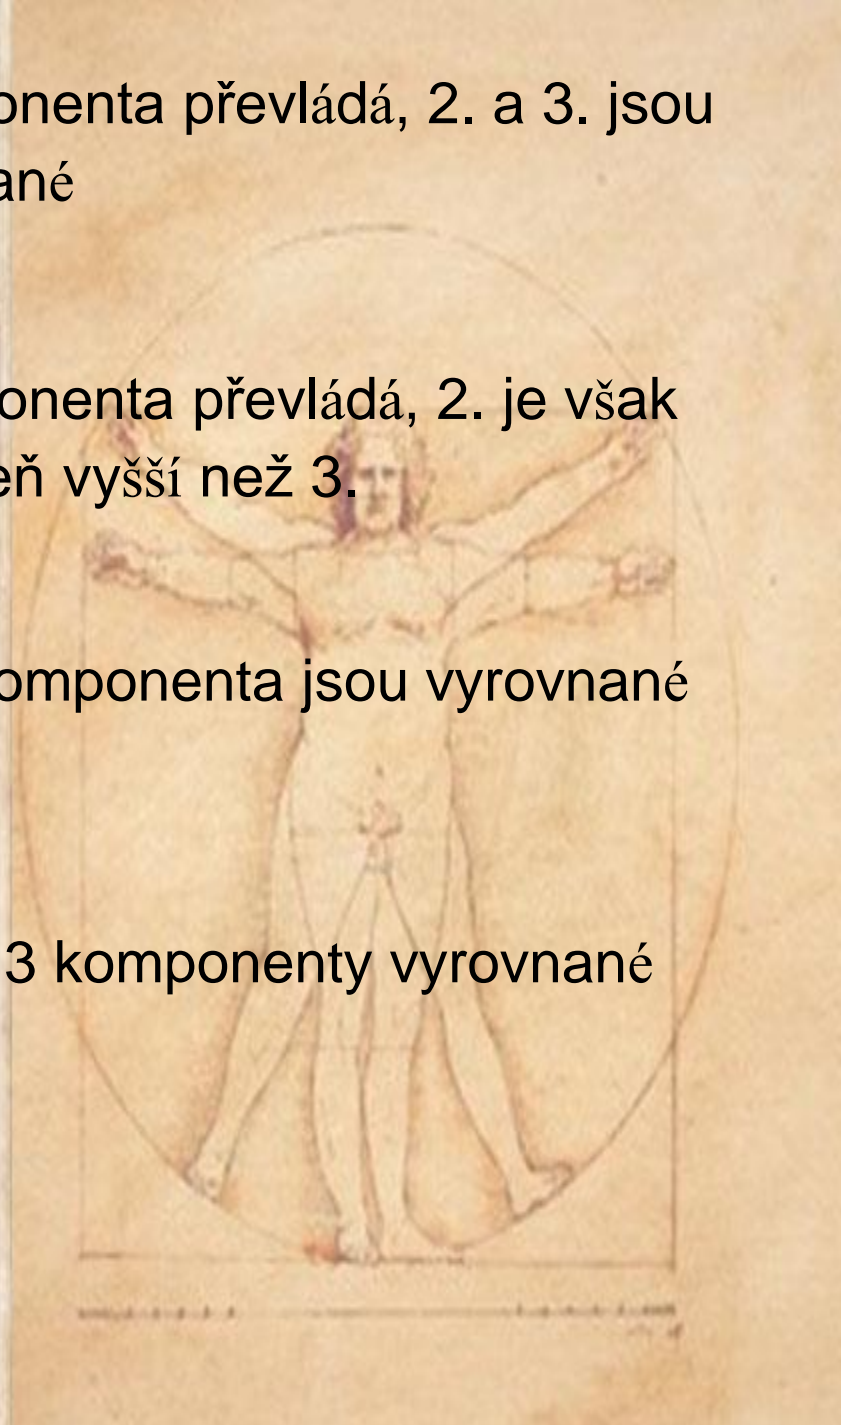 onenta převládá, 2. a 3. jsou
ané
onenta převládá, 2. je však
eň vyšší než 3.
omponenta jsou vyrovnané
3 komponenty vyrovnané